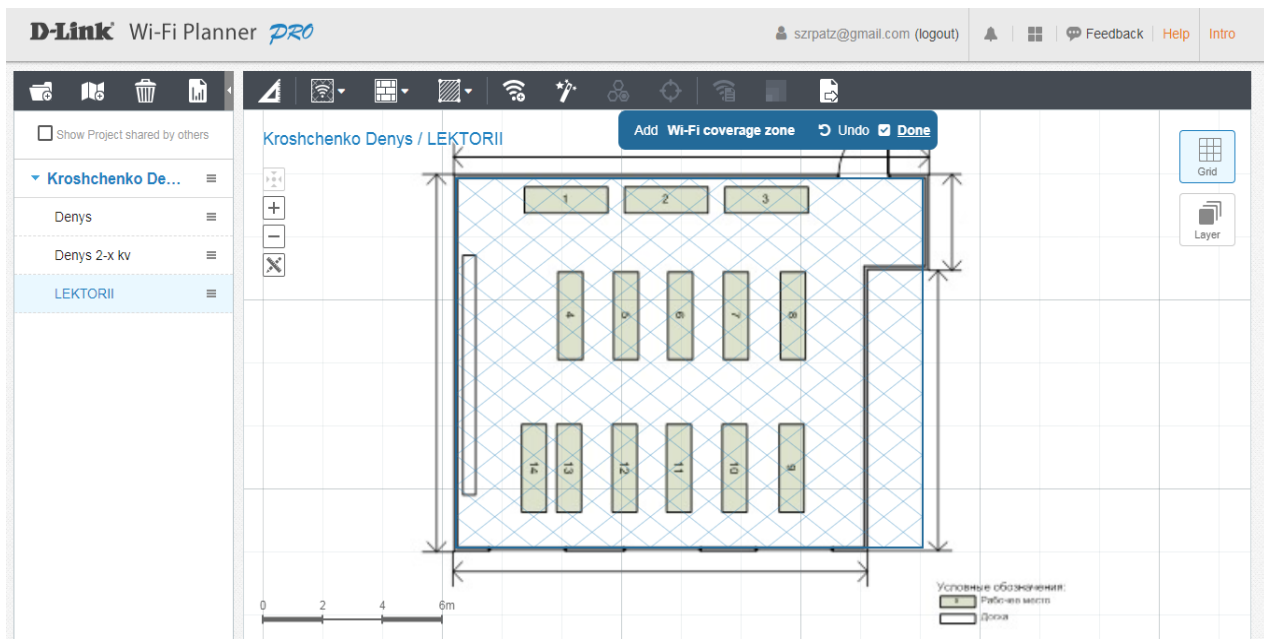 D-Link Wi-Fi Planner PRO
szrpatz@gmail.com (logout) Feedback Help Intro
Show Project shared by others
Kroshchenko De...
Denys
Denys 2-x kv
LEKTORII
Kroshchenko Denys / LEKTORII
Add Wi-Fi coverage zone Undo Done
Grid
Layer
1 2 3
4 5 6 7 8
14 13 12 11 10 9
0 2 4 6m
Условные обозначения:
Рабочее место
Доска